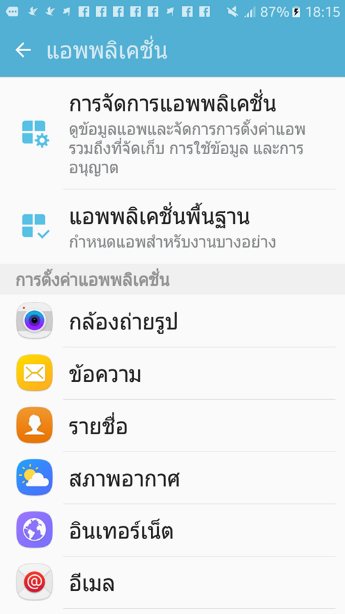 87% 18:15
แอพพลิเคชั่น
การจัดการแอพพลิเคชั่น
ดูข้อมูลแอพและจัดการการตั้งค่าแอพ
รวมถึงที่จัดเก็บ การใช้ข้อมูล และการ
อนุญาต
แอพพลิเคชั่นพื้นฐาน
กำหนดแอพสำหรับงานบางอย่าง
การตั้งค่าแอพพลิเคชั่น
กล้องถ่ายรูป
ข้อความ
รายชื่อ
สภาพอากาศ
อินเทอร์เน็ต
อีเมล